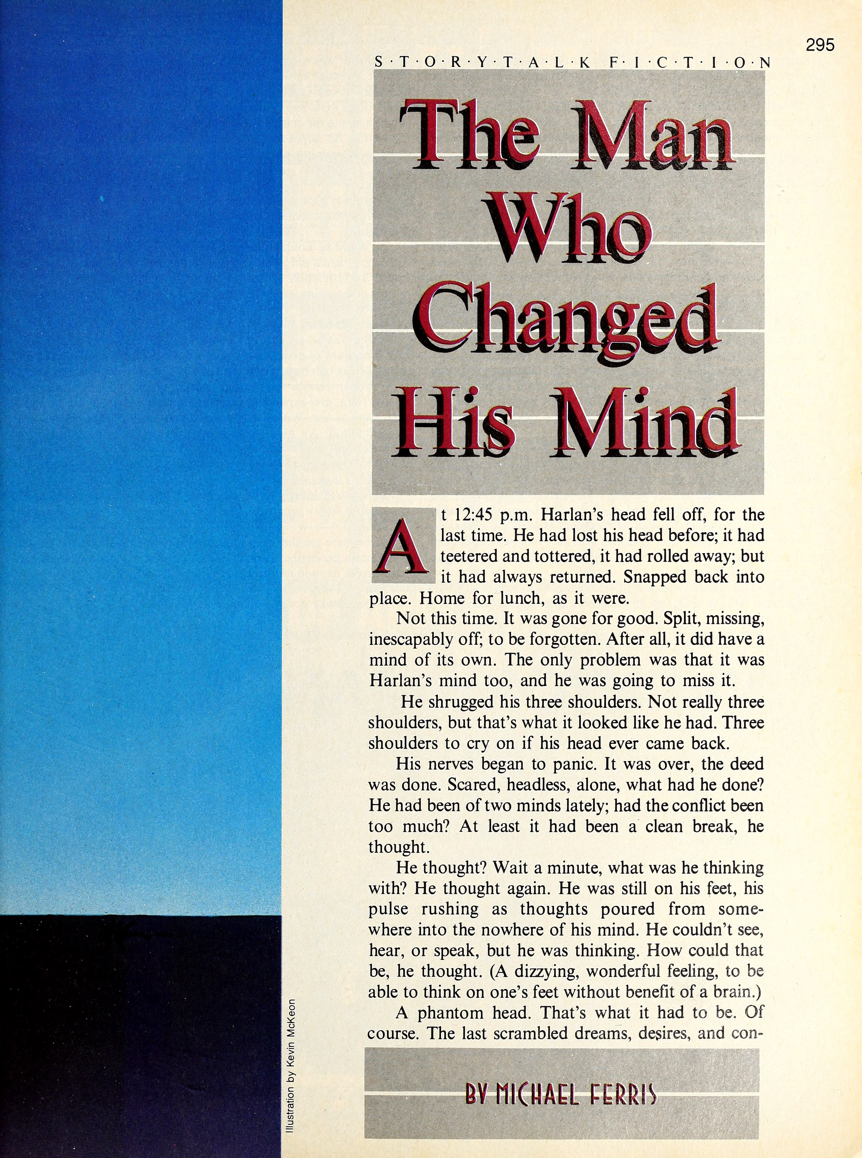 295
S·T·O·R·Y·T·A·L·K F·I·C·T·I·O·N
The Man
Who
Changed
His Mind
At 12:45 p.m. Harlan's head fell off, for the
last time. He had lost his head before; it had
teetered and tottered, it had rolled away; but
it had always returned. Snapped back into
place. Home for lunch, as it were.
Not this time. It was gone for good. Split, missing,
inescapably off; to be forgotten. After all, it did have a
mind of its own. The only problem was that it was
Harlan's mind too, and he was going to miss it.
He shrugged his three shoulders. Not really three
shoulders, but that's what it looked like he had. Three
shoulders to cry on if his head ever came back.
His nerves began to panic. It was over, the deed
was done. Scared, headless, alone, what had he done?
He had been of two minds lately; had the conflict been
too much? At least it had been a clean break, he
thought.
He thought? Wait a minute, what was he thinking
with? He thought again. He was still on his feet, his
pulse rushing as thoughts poured from some-
where into the nowhere of his mind. He couldn't see,
hear, or speak, but he was thinking. How could that
be, he thought. (A dizzying, wonderful feeling, to be
able to think on one's feet without benefit of a brain.)
A phantom head. That's what it had to be. Of
course. The last scrambled dreams, desires, and con-
BY MICHAEL FERRIS
Illustration by Kevin McKeon